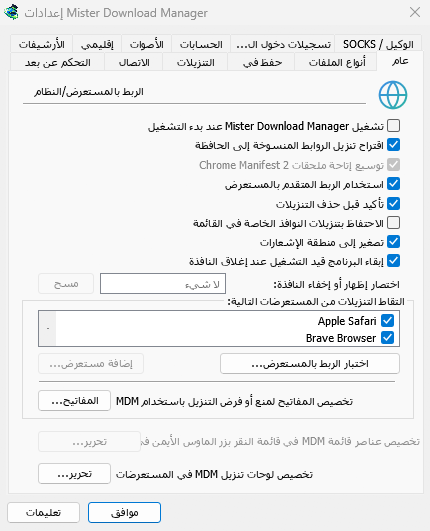 إعدادات Mister Download Manager
الوكيل / SOCKS
تسجيلات دخول ال...
الحسابات
الأصوات
إقليمي
الأرشيفات
عام
أنواع الملفات
حفظ في
التنزيلات
الاتصال
التحكم عن بعد
الربط بالمستعرض/النظام
تشغيل Mister Download Manager عند بدء التشغيل
اقتراح تنزيل الروابط المنسوخة إلى الحافظة
توسيع إتاحة ملحقات Chrome Manifest 2
استخدام الربط المتقدم بالمستعرض
تأكيد قبل حذف التنزيلات
الاحتفاظ بتنزيلات النوافذ الخاصة في القائمة
تصغير إلى منطقة الإشعارات
إبقاء البرنامج قيد التشغيل عند إغلاق النافذة
اختصار إظهار أو إخفاء النافذة:
لا شيء
مسح
التقاط التنزيلات من المستعرضات التالية:
Apple Safari
Brave Browser
اختبار الربط بالمستعرض...
إضافة مستعرض...
تخصيص المفاتيح لمنع أو فرض التنزيل باستخدام MDM
المفاتيح...
تخصيص عناصر قائمة MDM في قائمة النقر بزر الماوس الأيمن في
تحرير...
تخصيص لوحات تنزيل MDM في المستعرضات
تحرير...
موافق
تعليمات